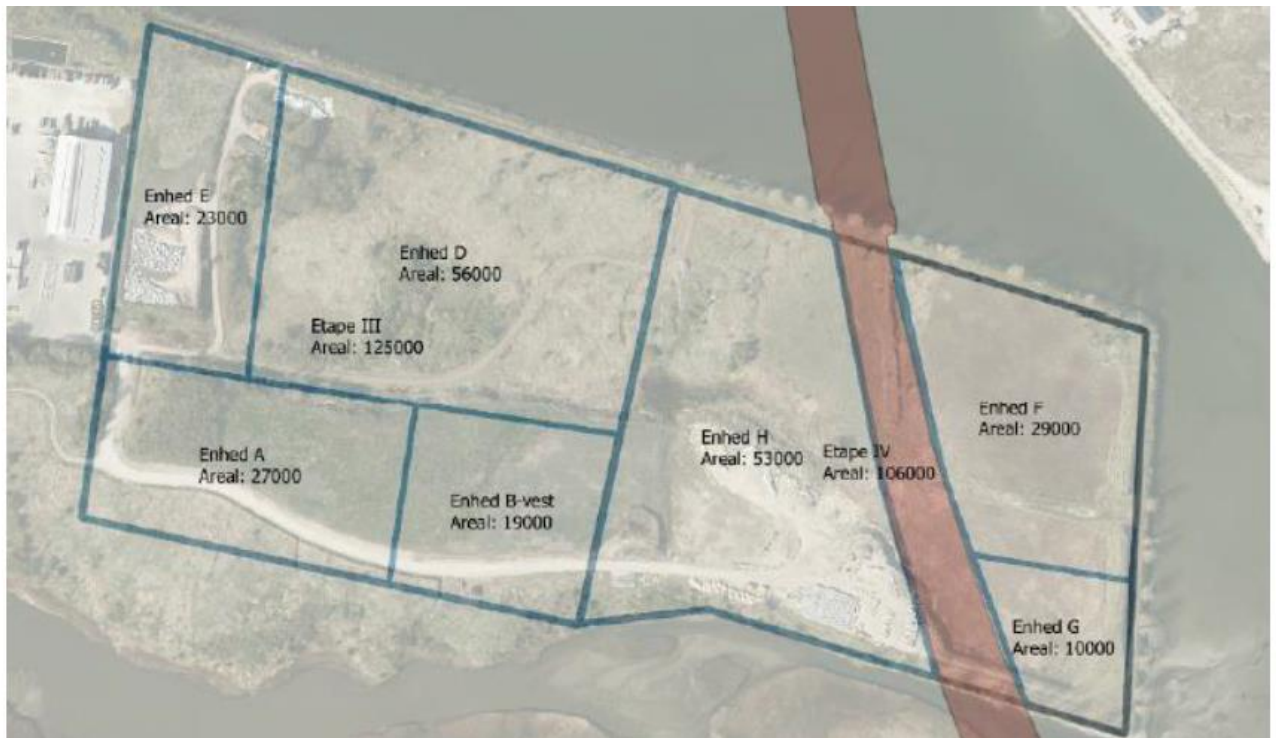 Enhed E
Areal: 23000
Enhed D
Areal: 56000
Etape III
Areal: 125000
Enhed A
Areal: 27000
Enhed B-vest
Areal: 19000
Enhed H
Areal: 53000
Etape IV
Areal: 106000
Enhed F
Areal: 29000
Enhed G
Areal: 10000